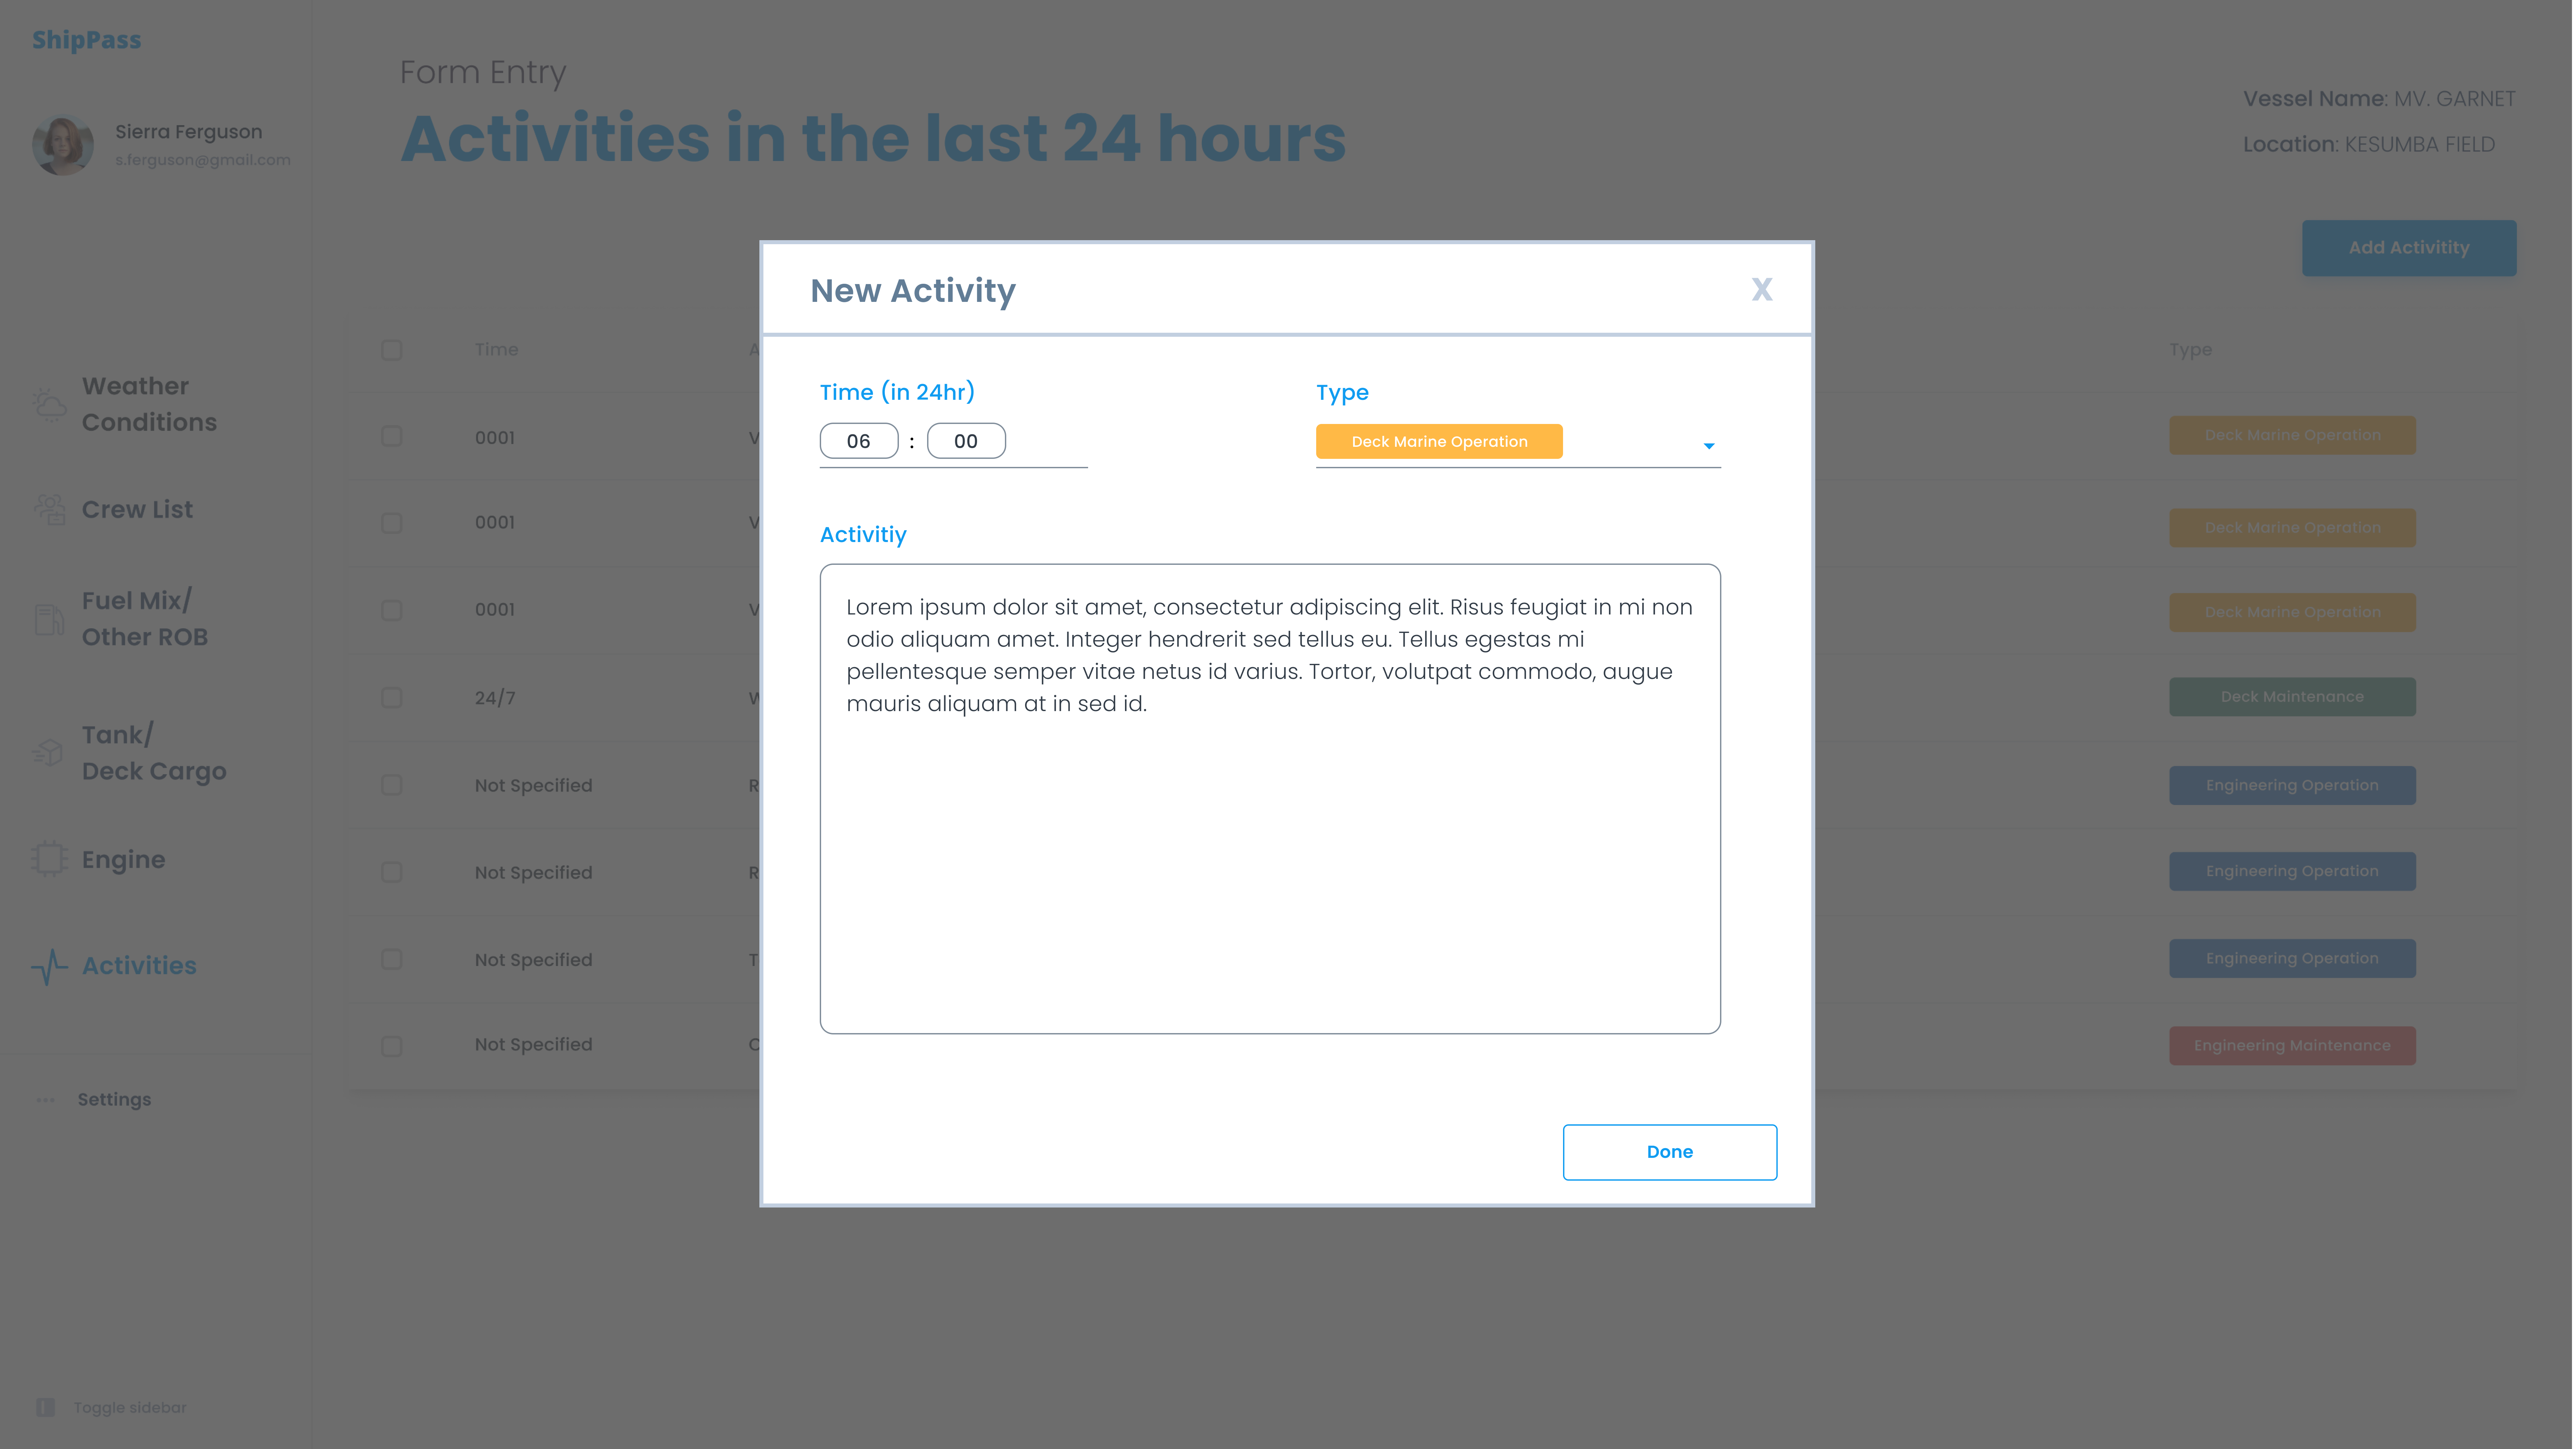 ShipPass
Sierra Ferguson
s.ferguson@gmail.com
Weather
Conditions
Crew List
Fuel Mix/
Other ROB
Tank/
Deck Cargo
Engine
Activities
Settings
Toggle sidebar
Form Entry
Activities in the last 24 hours
Vessel Name: MV. GARNET
Location: KESUMBA FIELD
Add Activitity
Time A Type
0001 V Deck Marine Operation
0001 V Deck Marine Operation
0001 V Deck Marine Operation
24/7 W Deck Maintenance
Not Specified R Engineering Operation
Not Specified R Engineering Operation
Not Specified T Engineering Operation
Not Specified C Engineering Maintenance
New Activity X
Time (in 24hr) Type
06 : 00 Deck Marine Operation
Activitiy
Lorem ipsum dolor sit amet, consectetur adipiscing elit. Risus feugiat in mi non
odio aliquam amet. Integer hendrerit sed tellus eu. Tellus egestas mi
pellentesque semper vitae netus id varius. Tortor, volutpat commodo, augue
mauris aliquam at in sed id.
Done